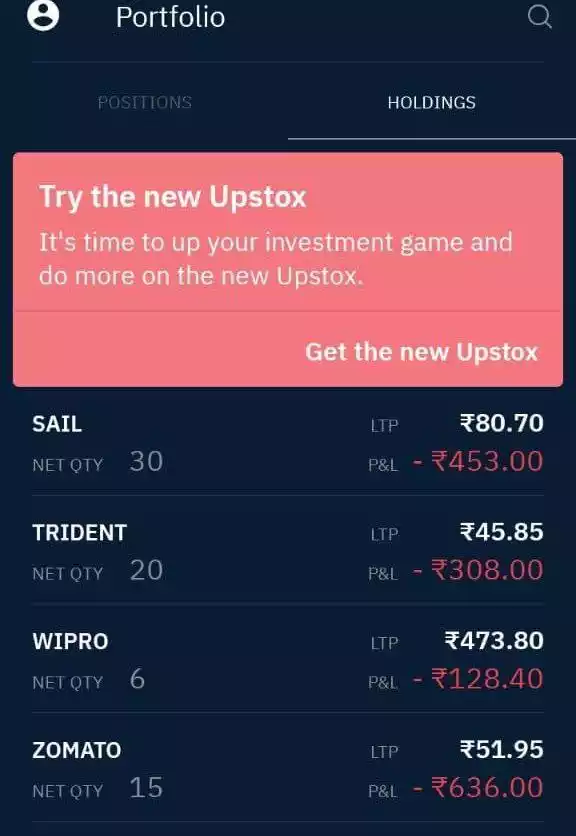 Portfolio
POSITIONS HOLDINGS
Try the new Upstox
It's time to up your investment game and
do more on the new Upstox.
Get the new Upstox
SAIL LTP ₹80.70
NET QTY 30 P&L - ₹453.00
TRIDENT LTP ₹45.85
NET QTY 20 P&L - ₹308.00
WIPRO LTP ₹473.80
NET QTY 6 P&L - ₹128.40
ZOMATO LTP ₹51.95
NET QTY 15 P&L - ₹636.00